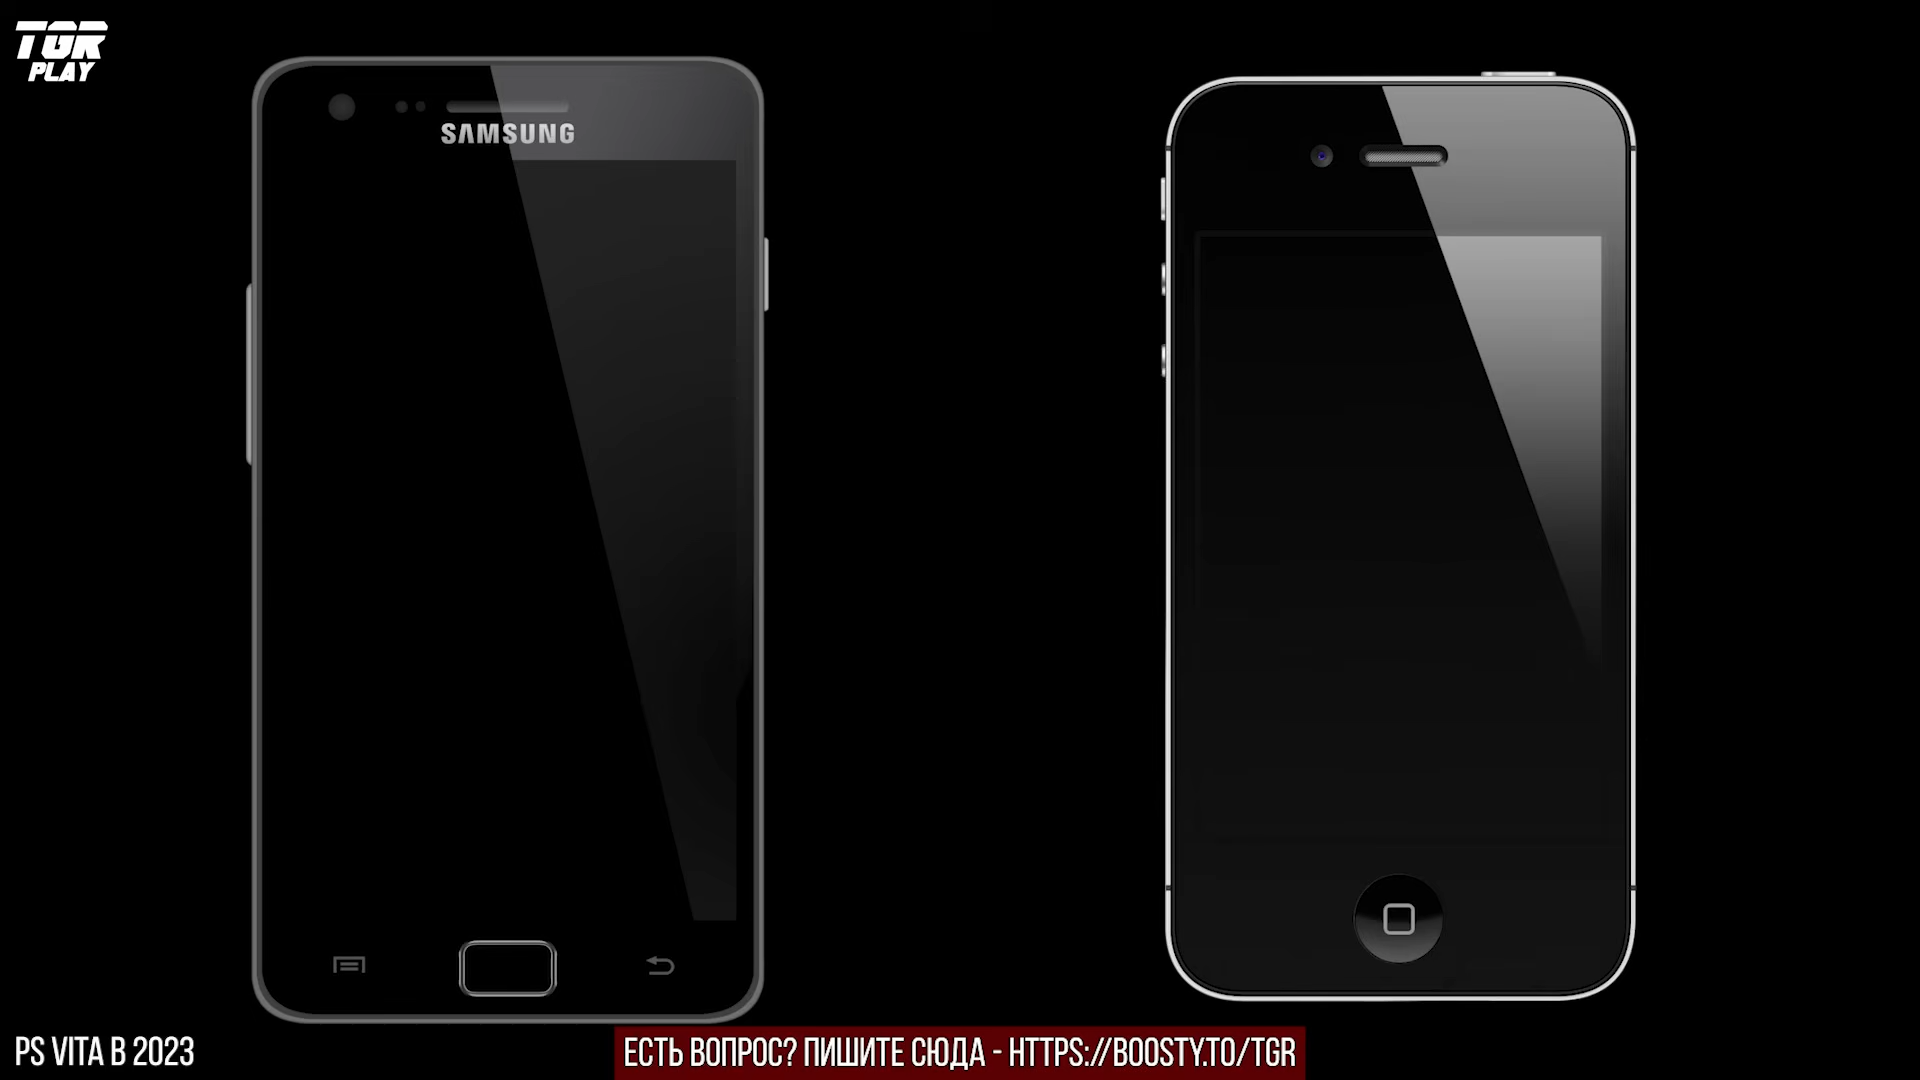 TGR
PLAY
SAMSUNG
PS VITA В 2023
ЕСТЬ ВОПРОС? ПИШИТЕ СЮДА - HTTPS://BOOSTY.TO/TGR